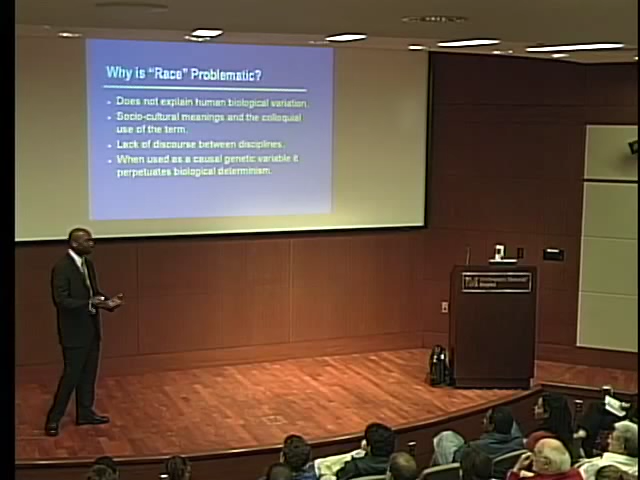 Why is "Race" Problematic?
Does not explain human biological variation.
Socio-cultural meanings and the colloquial
use of the term.
Lack of discourse between disciplines.
When used as a causal genetic variable it
perpetuates biological determinism.
Hospital